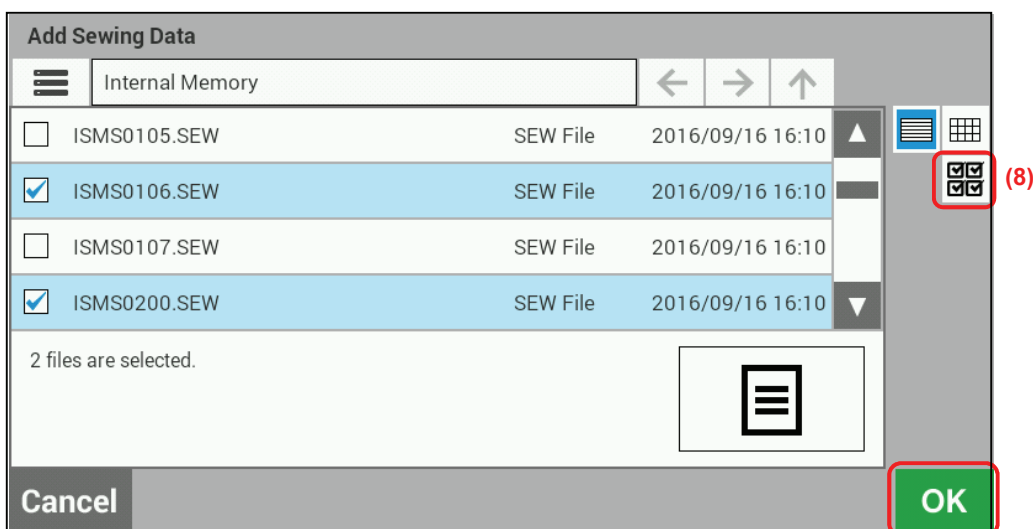 Add Sewing Data
Internal Memory
ISMS0105.SEW SEW File 2016/09/16 16:10
ISMS0106.SEW SEW File 2016/09/16 16:10
(8)
ISMS0107.SEW SEW File 2016/09/16 16:10
ISMS0200.SEW SEW File 2016/09/16 16:10
2 files are selected.
Cancel OK